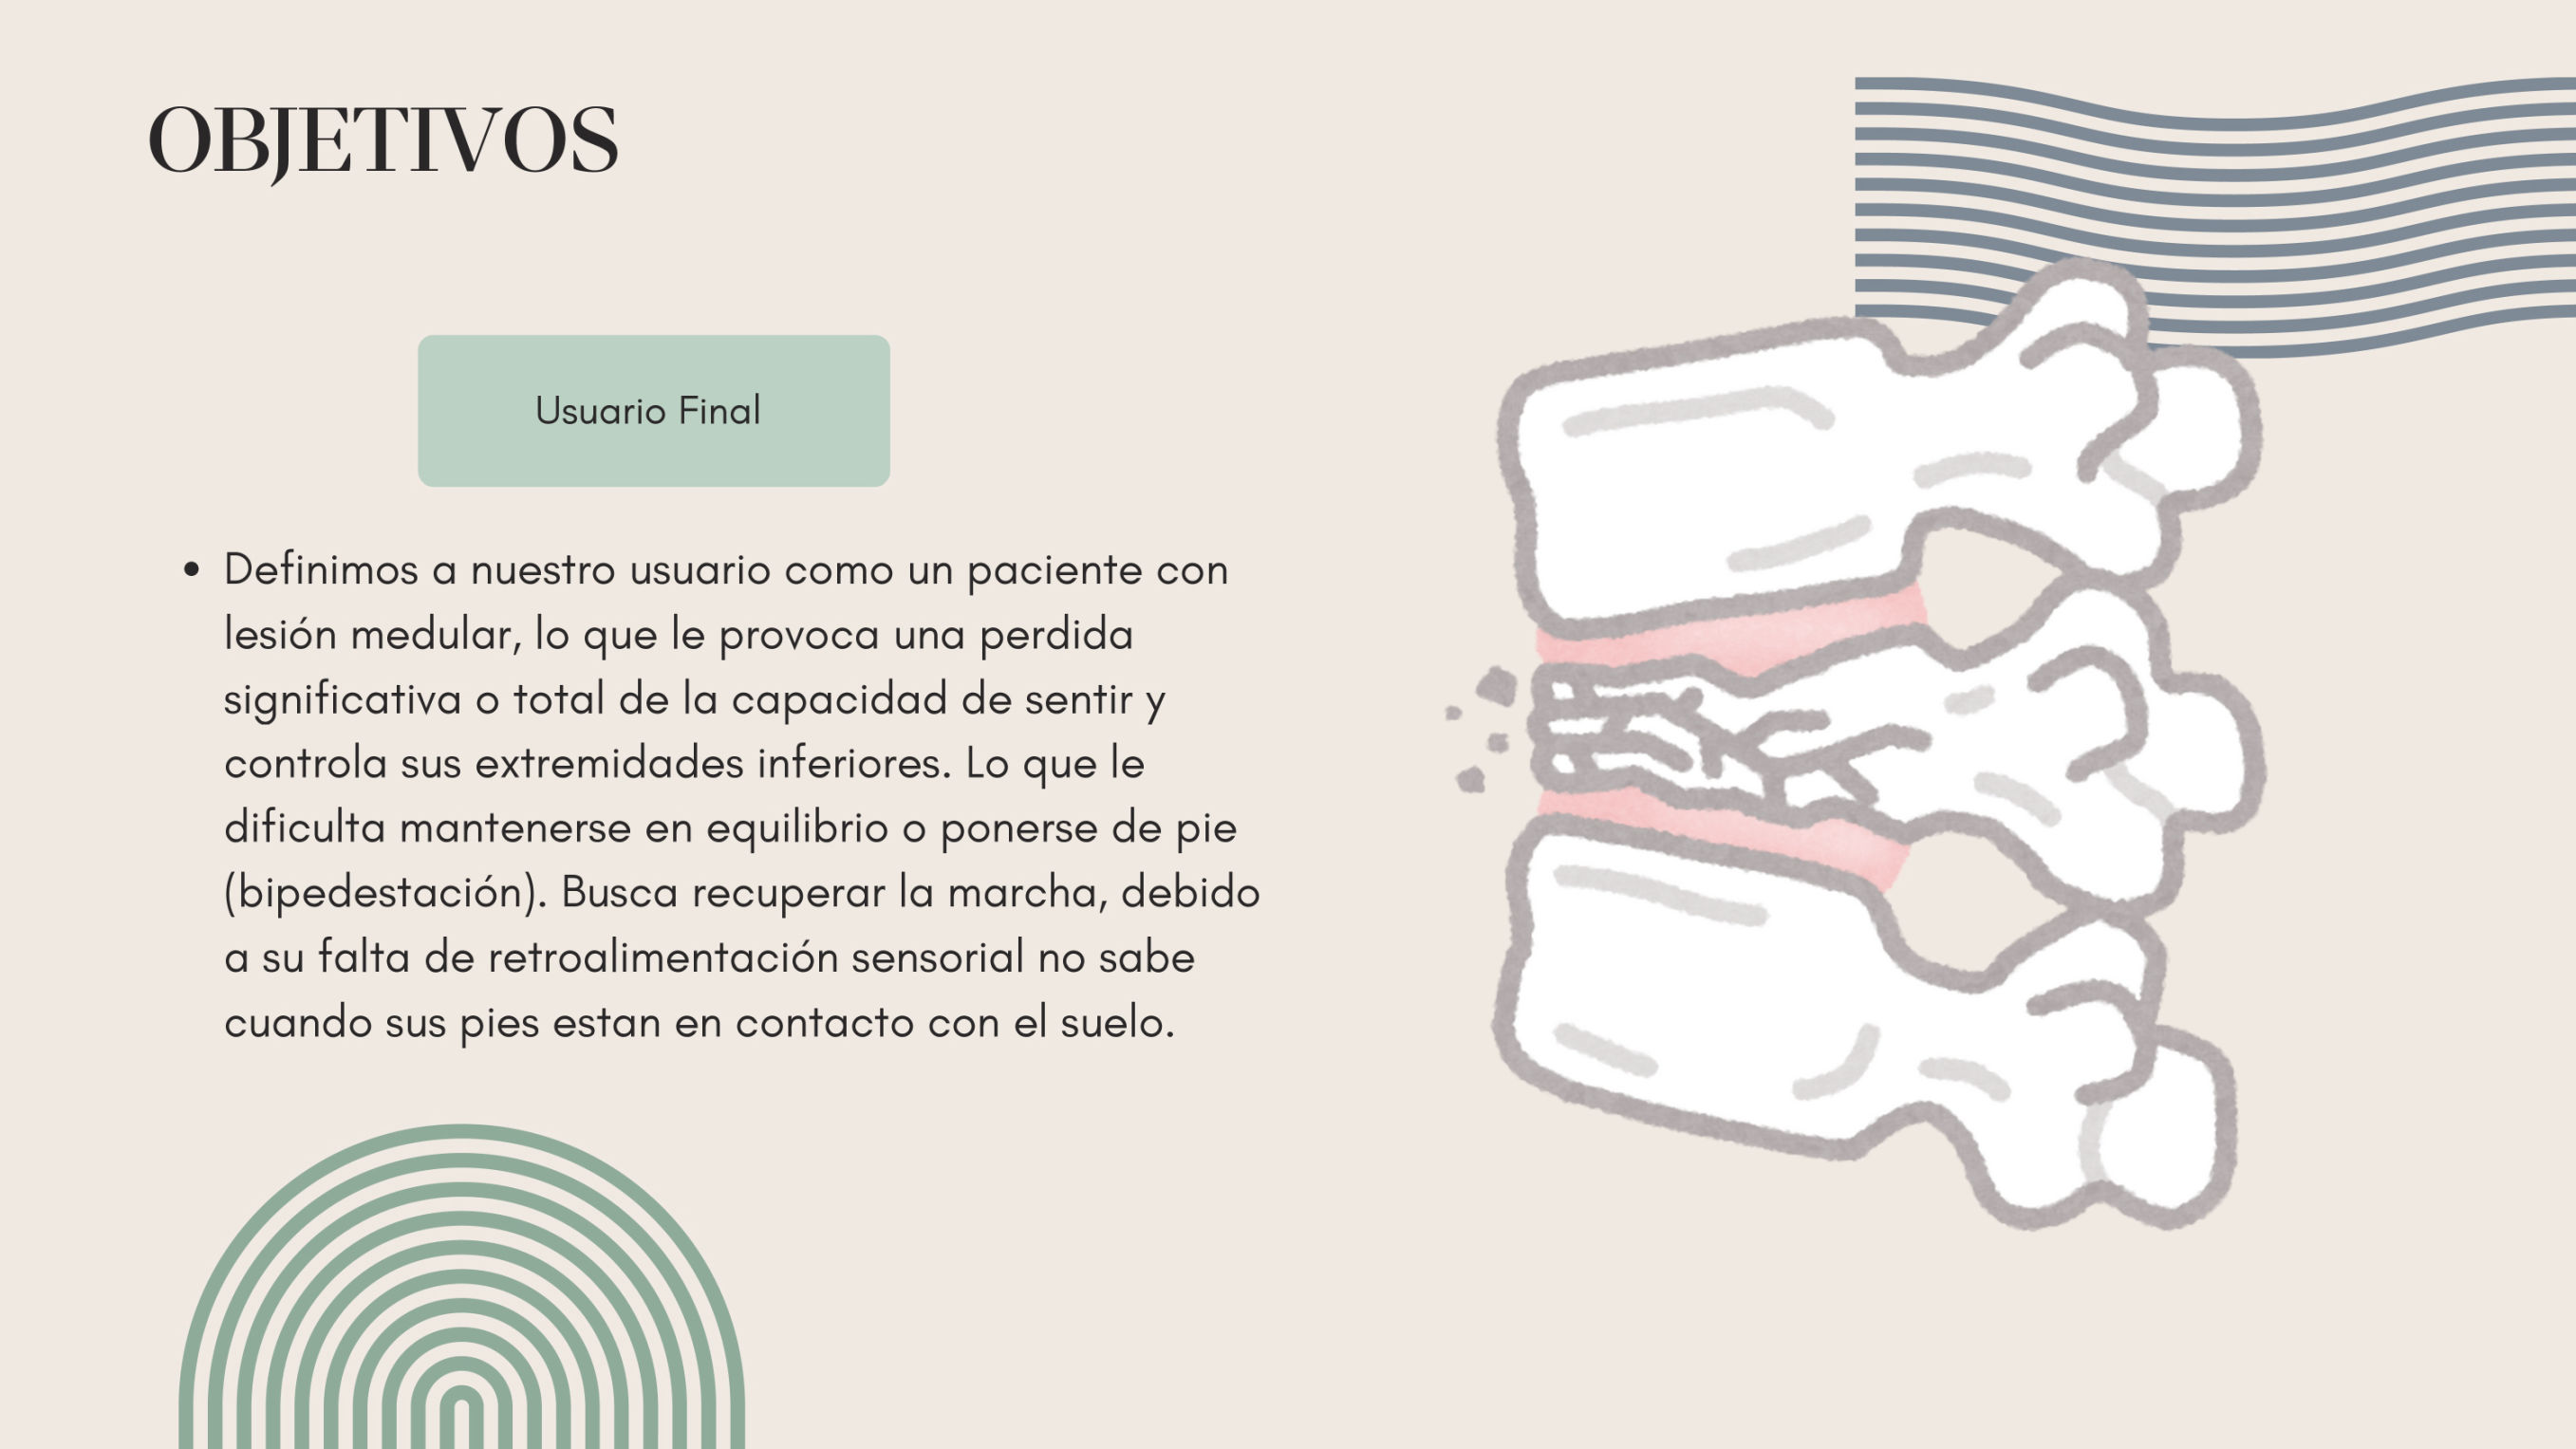 OBJETIVOS
Usuario Final
• Definimos a nuestro usuario como un paciente con
lesión medular, lo que le provoca una perdida
significativa o total de la capacidad de sentir y
controla sus extremidades inferiores. Lo que le
dificulta mantenerse en equilibrio o ponerse de pie
(bipedestación). Busca recuperar la marcha, debido
a su falta de retroalimentación sensorial no sabe
cuando sus pies estan en contacto con el suelo.